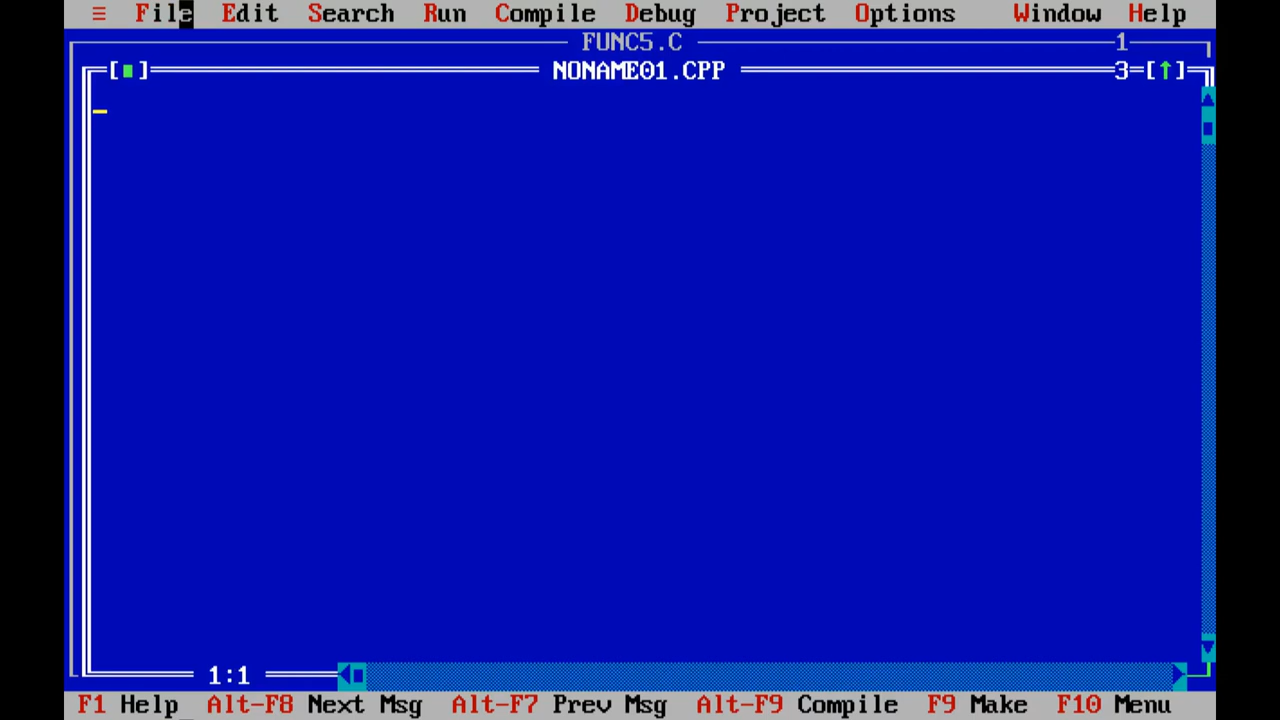 ≡ File Edit Search Run Compile Debug Project Options Window Help
FUNC5.C 1
[■] NONAME01.CPP 3=[↑]
1:1
F1 Help Alt-F8 Next Msg Alt-F7 Prev Msg Alt-F9 Compile F9 Make F10 Menu